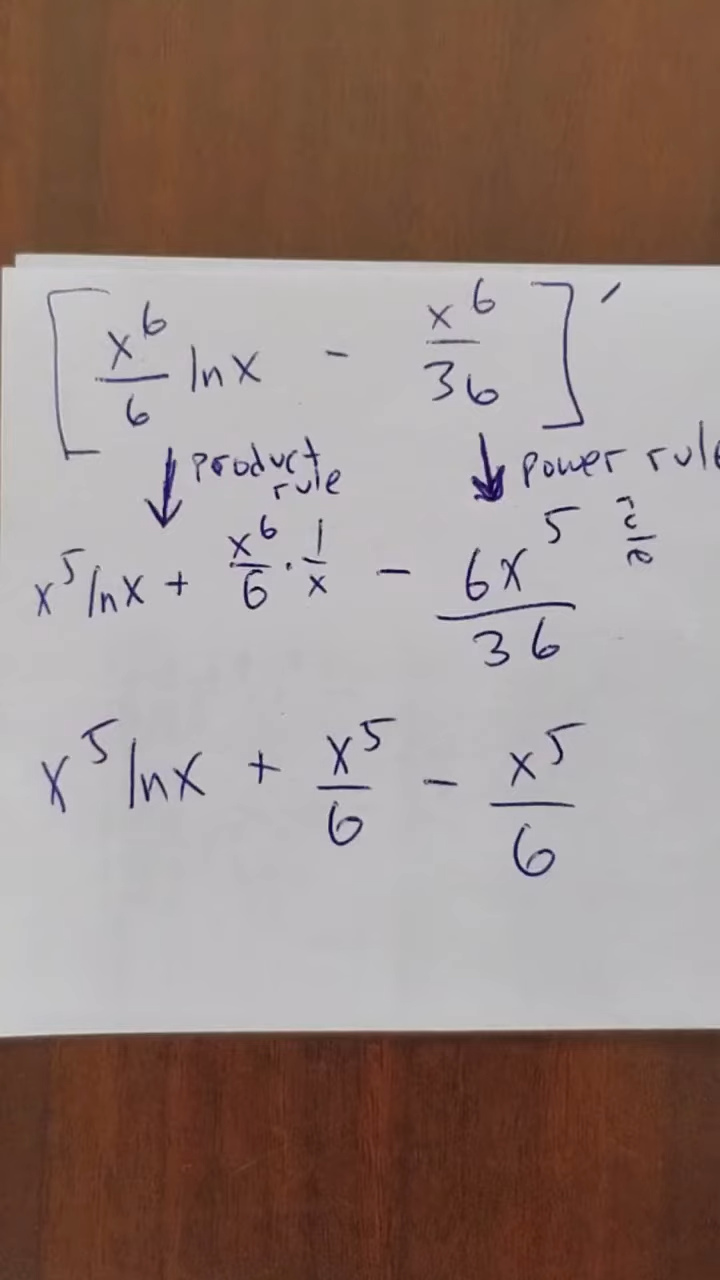 [ x⁶/6 ln x - x⁶/36 ]′
↓ product rule ↓ power rule
x⁵ ln x + x⁶/6 · 1/x - 6x⁵/36 rule
x⁵ ln x + x⁵/6 - x⁵/6